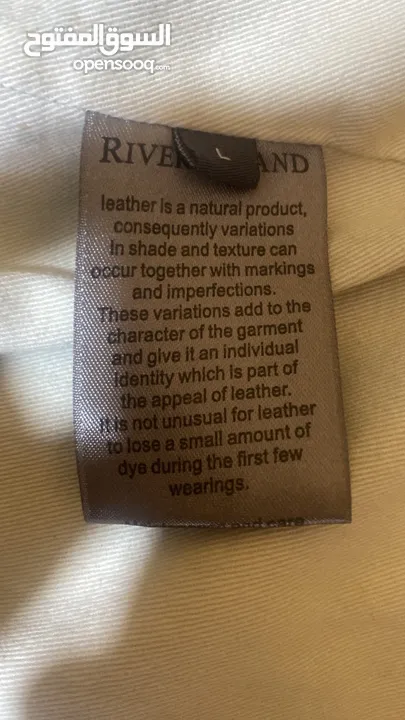 السوق المفتوح
opensooq.com
L
RIVER ISLAND
leather is a natural product,
consequently variations
In shade and texture can
occur together with markings
and imperfections.
These variations add to the
character of the garment
and give it an individual
identity which is part of
the appeal of leather.
It is not unusual for leather
to lose a small amount of
dye during the first few
wearings.
and care